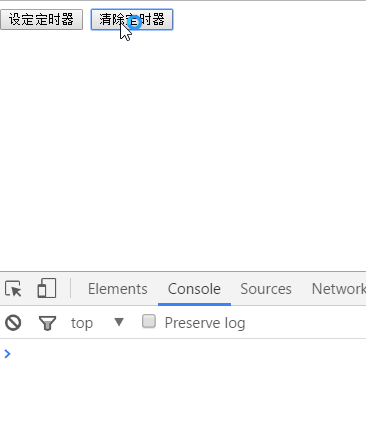 设定定时器 清除定时器
Elements Console Sources Network
top Preserve log